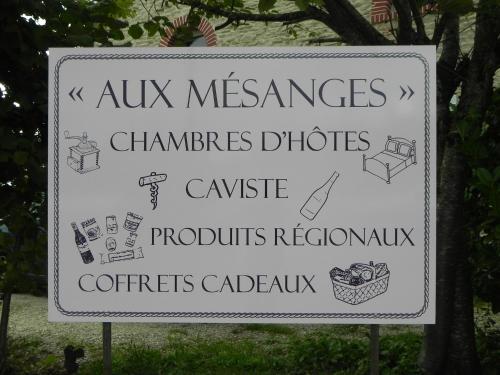 « AUX MÉSANGES »
CHAMBRES D'HÔTES
CAVISTE
PRODUITS RÉGIONAUX
COFFRETS CADEAUX